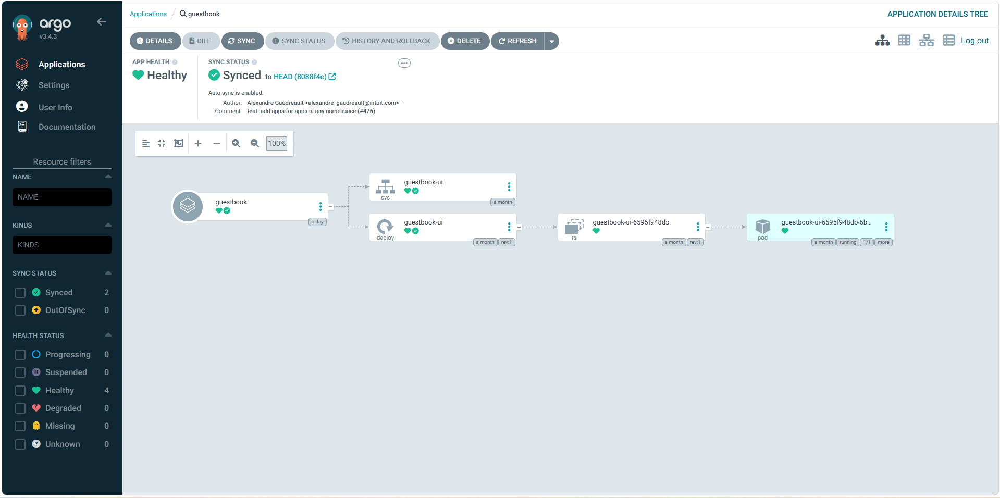 argo
v3.4.3
Applications
Settings
User Info
Documentation
Resource filters
NAME
NAME
KINDS
KINDS
SYNC STATUS
Synced 2
OutOfSync 0
HEALTH STATUS
Progressing 0
Suspended 0
Healthy 4
Degraded 0
Missing 0
Unknown 0
Applications / guestbook
APPLICATION DETAILS TREE
DETAILS DIFF SYNC SYNC STATUS HISTORY AND ROLLBACK DELETE REFRESH
Log out
APP HEALTH
Healthy
SYNC STATUS
Synced to HEAD (8088f4c)
Auto sync is enabled.
Author: Alexandre Gaudreault <alexandre_gaudreault@intuit.com> -
Comment: feat: add apps for apps in any namespace (#476)
100%
guestbook
a day
guestbook-ui
svc
a month
guestbook-ui
deploy
a month rev:1
guestbook-ui-6595f948db
rs
a month rev:1
guestbook-ui-6595f948db-6b...
pod
a month running 1/1 more